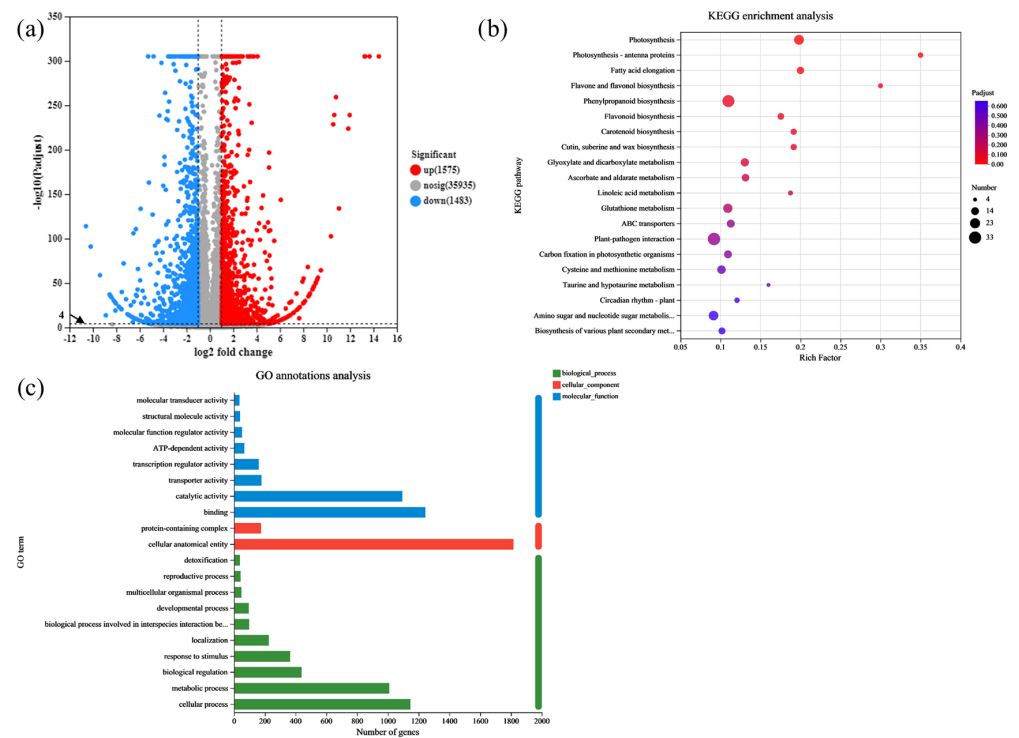 (a)
350
300
250
200
150
100
50
4
0
-log10(Padjust)
-12 -10 -8 -6 -4 -2 0 2 4 6 8 10 12 14 16
log2 fold change
Significant
up(1575)
nosig(35935)
down(1483)
(b)
KEGG enrichment analysis
KEGG pathway
Photosynthesis
Photosynthesis - antenna proteins
Fatty acid elongation
Flavone and flavonol biosynthesis
Phenylpropanoid biosynthesis
Flavonoid biosynthesis
Carotenoid biosynthesis
Cutin, suberine and wax biosynthesis
Glyoxylate and dicarboxylate metabolism
Ascorbate and aldarate metabolism
Linoleic acid metabolism
Glutathione metabolism
ABC transporters
Plant-pathogen interaction
Carbon fixation in photosynthetic organisms
Cysteine and methionine metabolism
Taurine and hypotaurine metabolism
Circadian rhythm - plant
Amino sugar and nucleotide sugar metabolis...
Biosynthesis of various plant secondary met...
0.05 0.1 0.15 0.2 0.25 0.3 0.35 0.4
Rich Factor
Padjust
0.600
0.500
0.400
0.300
0.200
0.100
0.00
Number
4
14
23
33
(c)
GO annotations analysis
biological_process
cellular_component
molecular_function
GO term
molecular transducer activity
structural molecule activity
molecular function regulator activity
ATP-dependent activity
transcription regulator activity
transporter activity
catalytic activity
binding
protein-containing complex
cellular anatomical entity
detoxification
reproductive process
multicellular organismal process
developmental process
biological process involved in interspecies interaction be...
localization
response to stimulus
biological regulation
metabolic process
cellular process
0 200 400 600 800 1000 1200 1400 1600 1800 2000
Number of genes